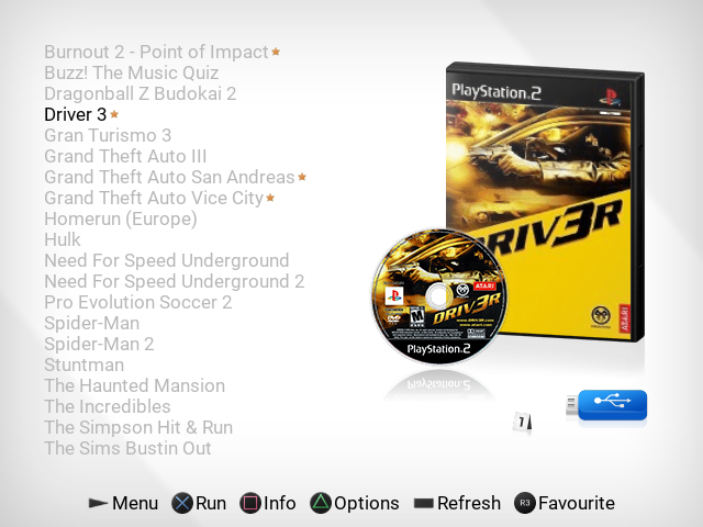 Burnout 2 - Point of Impact
Buzz! The Music Quiz
Dragonball Z Budokai 2
Driver 3
Gran Turismo 3
Grand Theft Auto III
Grand Theft Auto San Andreas
Grand Theft Auto Vice City
Homerun (Europe)
Hulk
Need For Speed Underground
Need For Speed Underground 2
Pro Evolution Soccer 2
Spider-Man
Spider-Man 2
Stuntman
The Haunted Mansion
The Incredibles
The Simpson Hit & Run
The Sims Bustin Out
PlayStation.2
DRIV3R
ATARI
ATARI
DRIV3R
www.atari.com
PlayStation.2
7
Menu
Run
Info
Options
Refresh
R3 Favourite